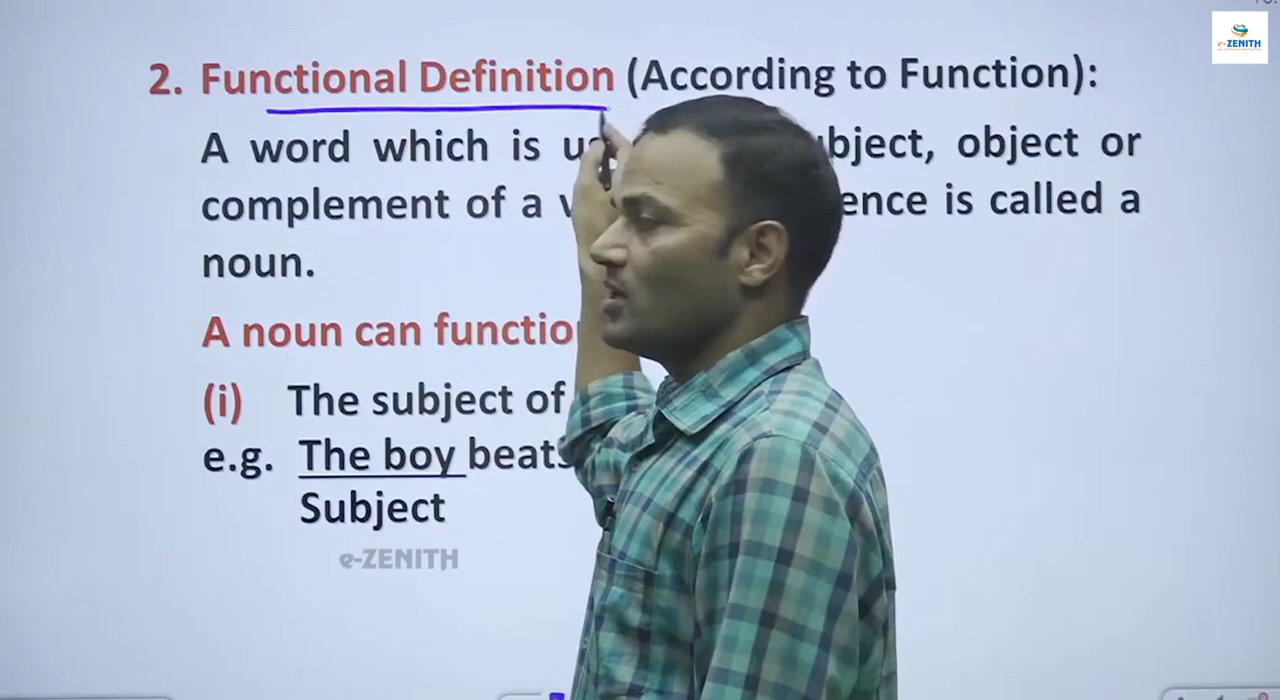 e-ZENITH
2. Functional Definition (According to Function):
A word which is bject, object or
complement of a ence is called a
noun.
A noun can functio
(i) The subject of
e.g. The boy beats
Subject
e-ZENITH